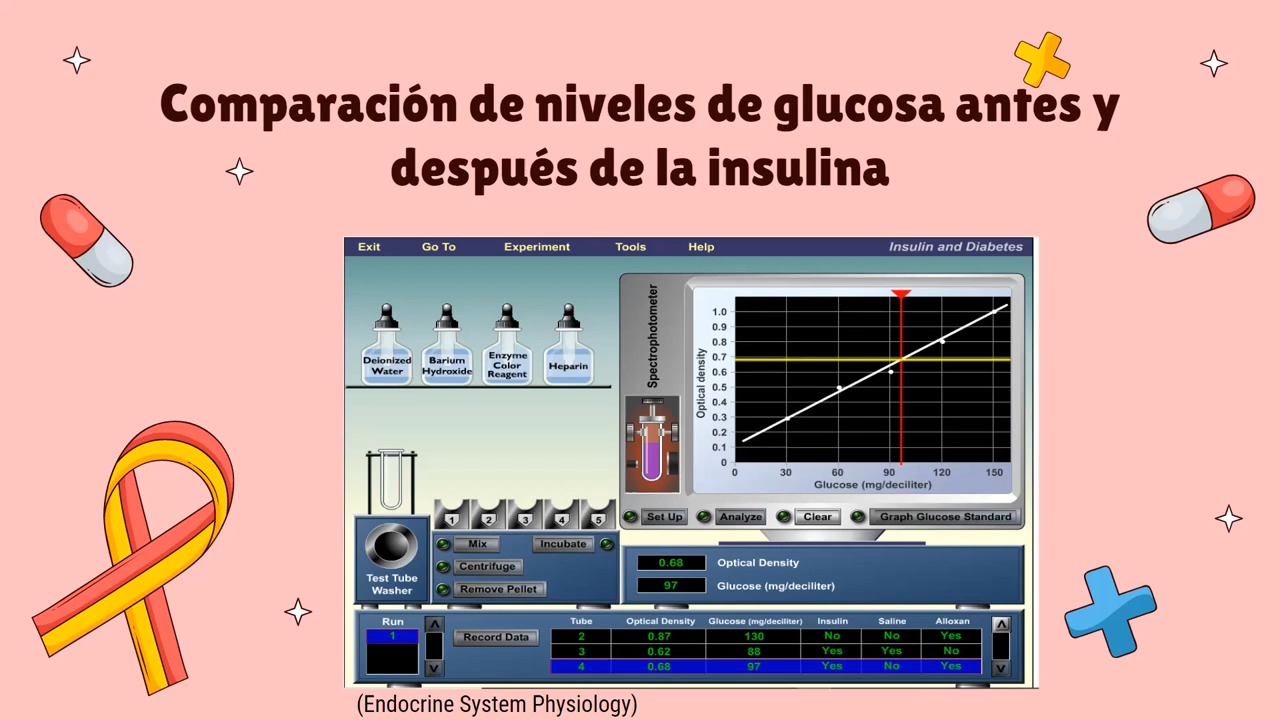 Comparación de niveles de glucosa antes y
después de la insulina
Exit Go To Experiment Tools Help Insulin and Diabetes
Deionized
Water
Barium
Hydroxide
Enzyme
Color
Reagent
Heparin
Spectrophotometer
Optical density
1.0
0.9
0.8
0.7
0.6
0.5
0.4
0.3
0.2
0.1
0
0 30 60 90 120 150
Glucose (mg/deciliter)
Set Up Analyze Clear Graph Glucose Standard
1 2 3 4 5
Mix Incubate
Centrifuge
Remove Pellet
Test Tube
Washer
0.68 Optical Density
97 Glucose (mg/deciliter)
Run
1
Record Data
Tube Optical Density Glucose (mg/deciliter) Insulin Saline Alloxan
2 0.87 130 No No Yes
3 0.62 88 Yes Yes No
4 0.68 97 Yes No Yes
(Endocrine System Physiology)